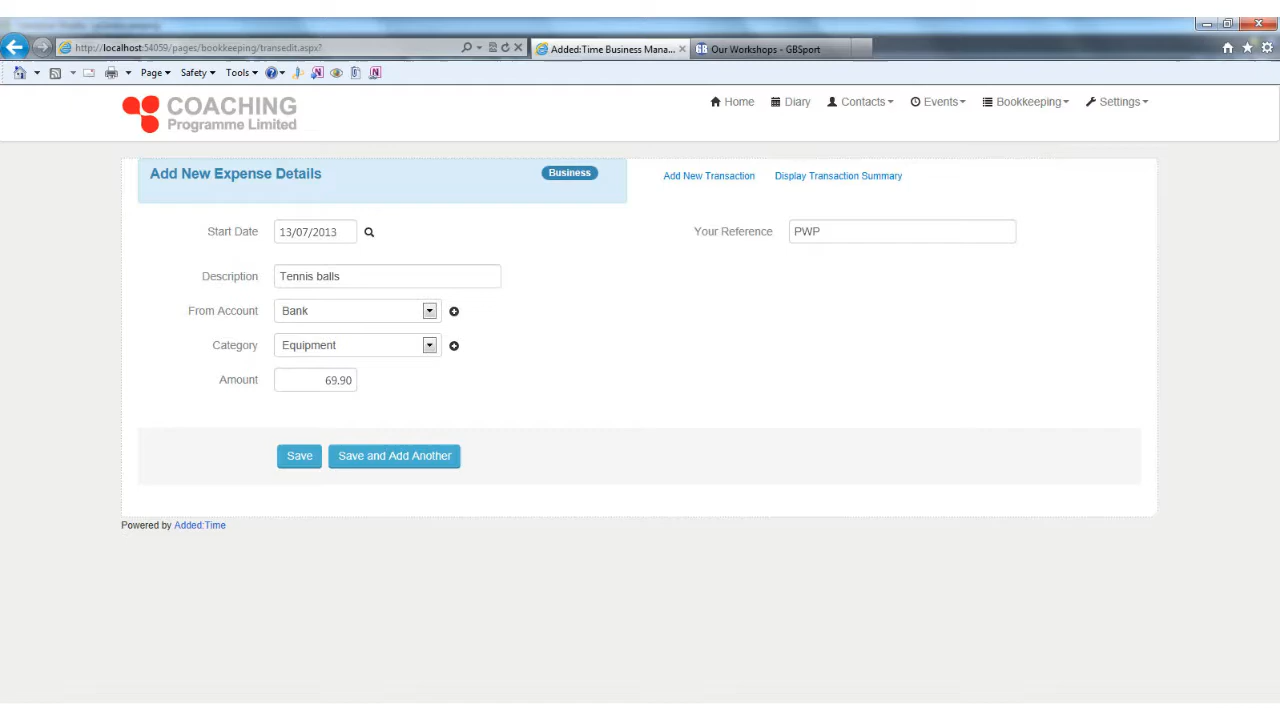 http://localhost:54059/pages/bookkeeping/transedit.aspx?
Added:Time Business Mana...
GB Our Workshops - GBSport
Page Safety Tools
COACHING
Programme Limited
Home Diary Contacts Events Bookkeeping Settings
Add New Expense Details Business
Add New Transaction Display Transaction Summary
Start Date 13/07/2013
Your Reference PWP
Description Tennis balls
From Account Bank
Category Equipment
Amount 69.90
Save Save and Add Another
Powered by Added:Time